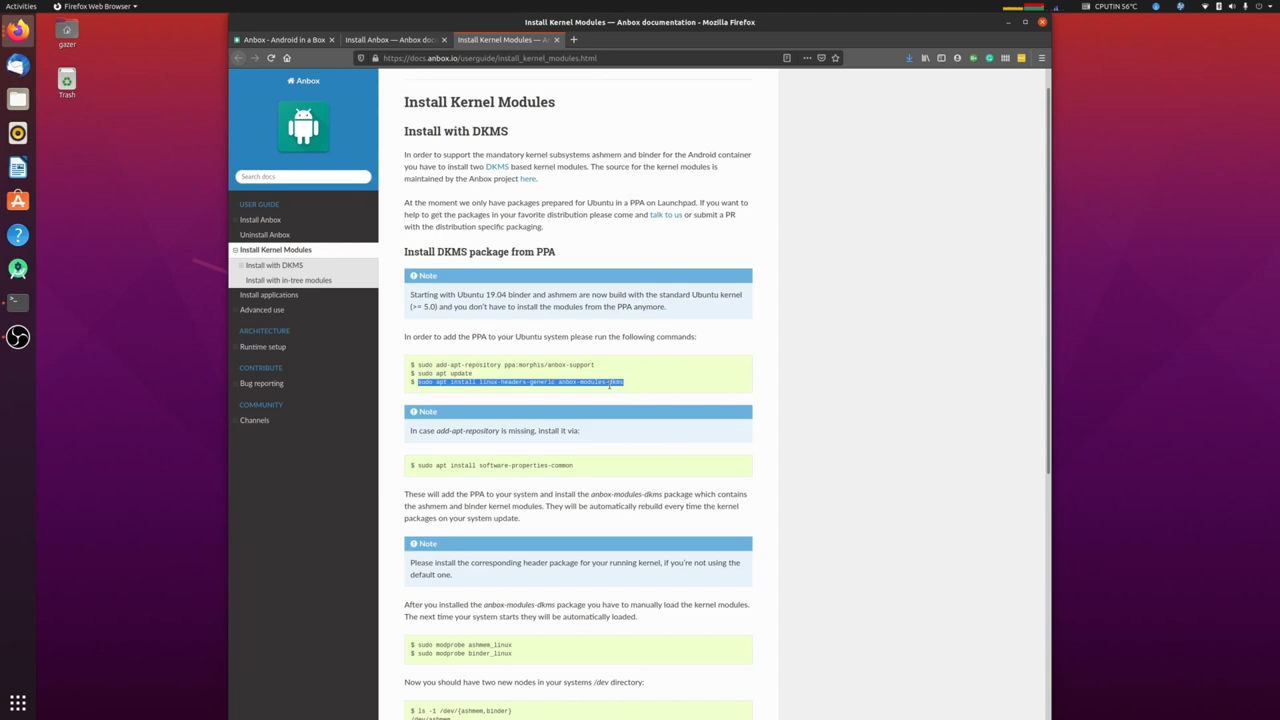 Activities
Firefox Web Browser
CPUTIN 56°C
gazer
Trash
Install Kernel Modules — Anbox documentation - Mozilla Firefox
Anbox - Android in a Box
Install Anbox — Anbox doc
Install Kernel Modules — A
https://docs.anbox.io/userguide/install_kernel_modules.html
Anbox
Search docs
USER GUIDE
Install Anbox
Uninstall Anbox
Install Kernel Modules
Install with DKMS
Install with in-tree modules
Install applications
Advanced use
ARCHITECTURE
Runtime setup
CONTRIBUTE
Bug reporting
COMMUNITY
Channels
Install Kernel Modules
Install with DKMS
In order to support the mandatory kernel subsystems ashmem and binder for the Android container
you have to install two DKMS based kernel modules. The source for the kernel modules is
maintained by the Anbox project here.
At the moment we only have packages prepared for Ubuntu in a PPA on Launchpad. If you want to
help to get the packages in your favorite distribution please come and talk to us or submit a PR
with the distribution specific packaging.
Install DKMS package from PPA
Note
Starting with Ubuntu 19.04 binder and ashmem are now build with the standard Ubuntu kernel
(>= 5.0) and you don't have to install the modules from the PPA anymore.
In order to add the PPA to your Ubuntu system please run the following commands:
$ sudo add-apt-repository ppa:morphis/anbox-support
$ sudo apt update
$ sudo apt install linux-headers-generic anbox-modules-dkms
Note
In case add-apt-repository is missing, install it via:
$ sudo apt install software-properties-common
These will add the PPA to your system and install the anbox-modules-dkms package which contains
the ashmem and binder kernel modules. They will be automatically rebuild every time the kernel
packages on your system update.
Note
Please install the corresponding header package for your running kernel, if you're not using the
default one.
After you installed the anbox-modules-dkms package you have to manually load the kernel modules.
The next time your system starts they will be automatically loaded.
$ sudo modprobe ashmem_linux
$ sudo modprobe binder_linux
Now you should have two new nodes in your systems /dev directory:
$ ls -1 /dev/{ashmem,binder}
/dev/ashmem